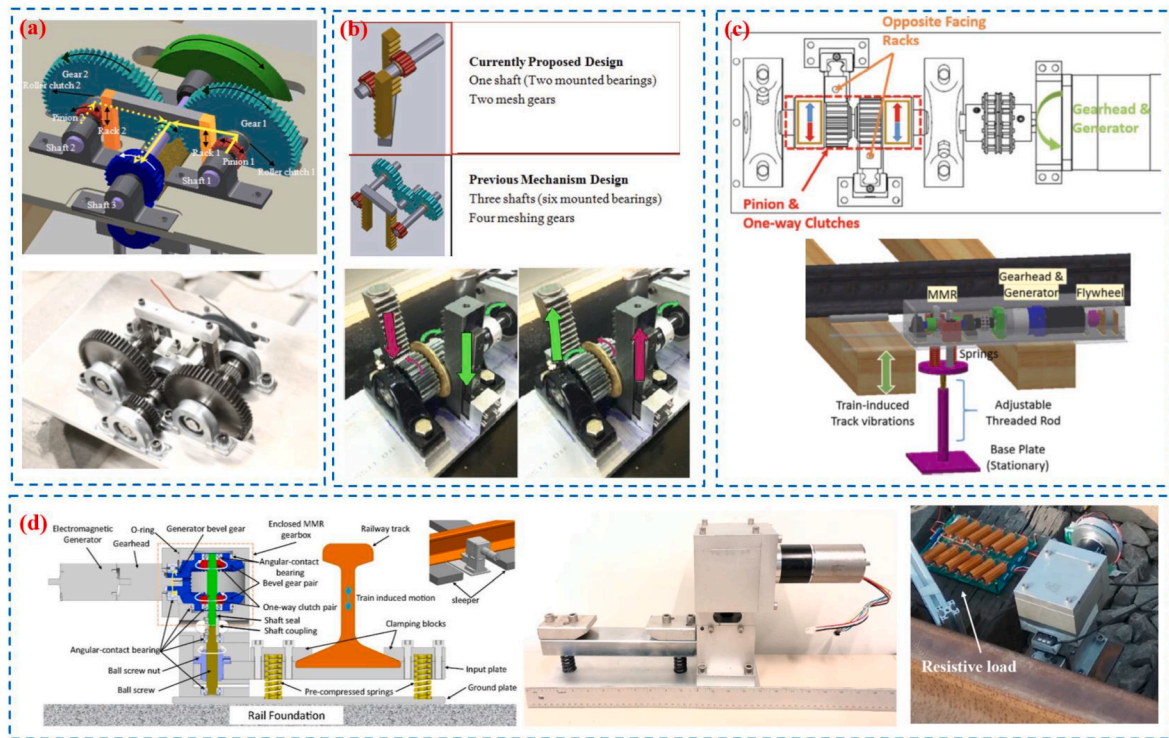 (a)
Gear 2
Roller clutch 2
Pinion 2
Rack 2
Shaft 2
Gear 1
Rack 1
Pinion 1
Shaft 1
Roller clutch 1
Shaft 3
(b)
Currently Proposed Design
One shaft (Two mounted bearings)
Two mesh gears
Previous Mechanism Design
Three shafts (six mounted bearings)
Four meshing gears
(c)
Opposite Facing
Racks
Gearhead &
Generator
Pinion &
One-way Clutches
MMR
Gearhead &
Generator
Flywheel
Springs
Train-induced
Track vibrations
Adjustable
Threaded Rod
Base Plate
(Stationary)
(d)
Electromagnetic
Generator
Gearhead
O-ring
Generator bevel gear
Enclosed MMR
gearbox
Angular-contact
bearing
Bevel gear pair
One-way clutch pair
Shaft seal
Shaft coupling
Angular-contact bearing
Ball screw nut
Ball screw
Railway track
Train induced motion
Clamping blocks
Input plate
Pre-compressed springs
Ground plate
Rail Foundation
sleeper
Resistive load